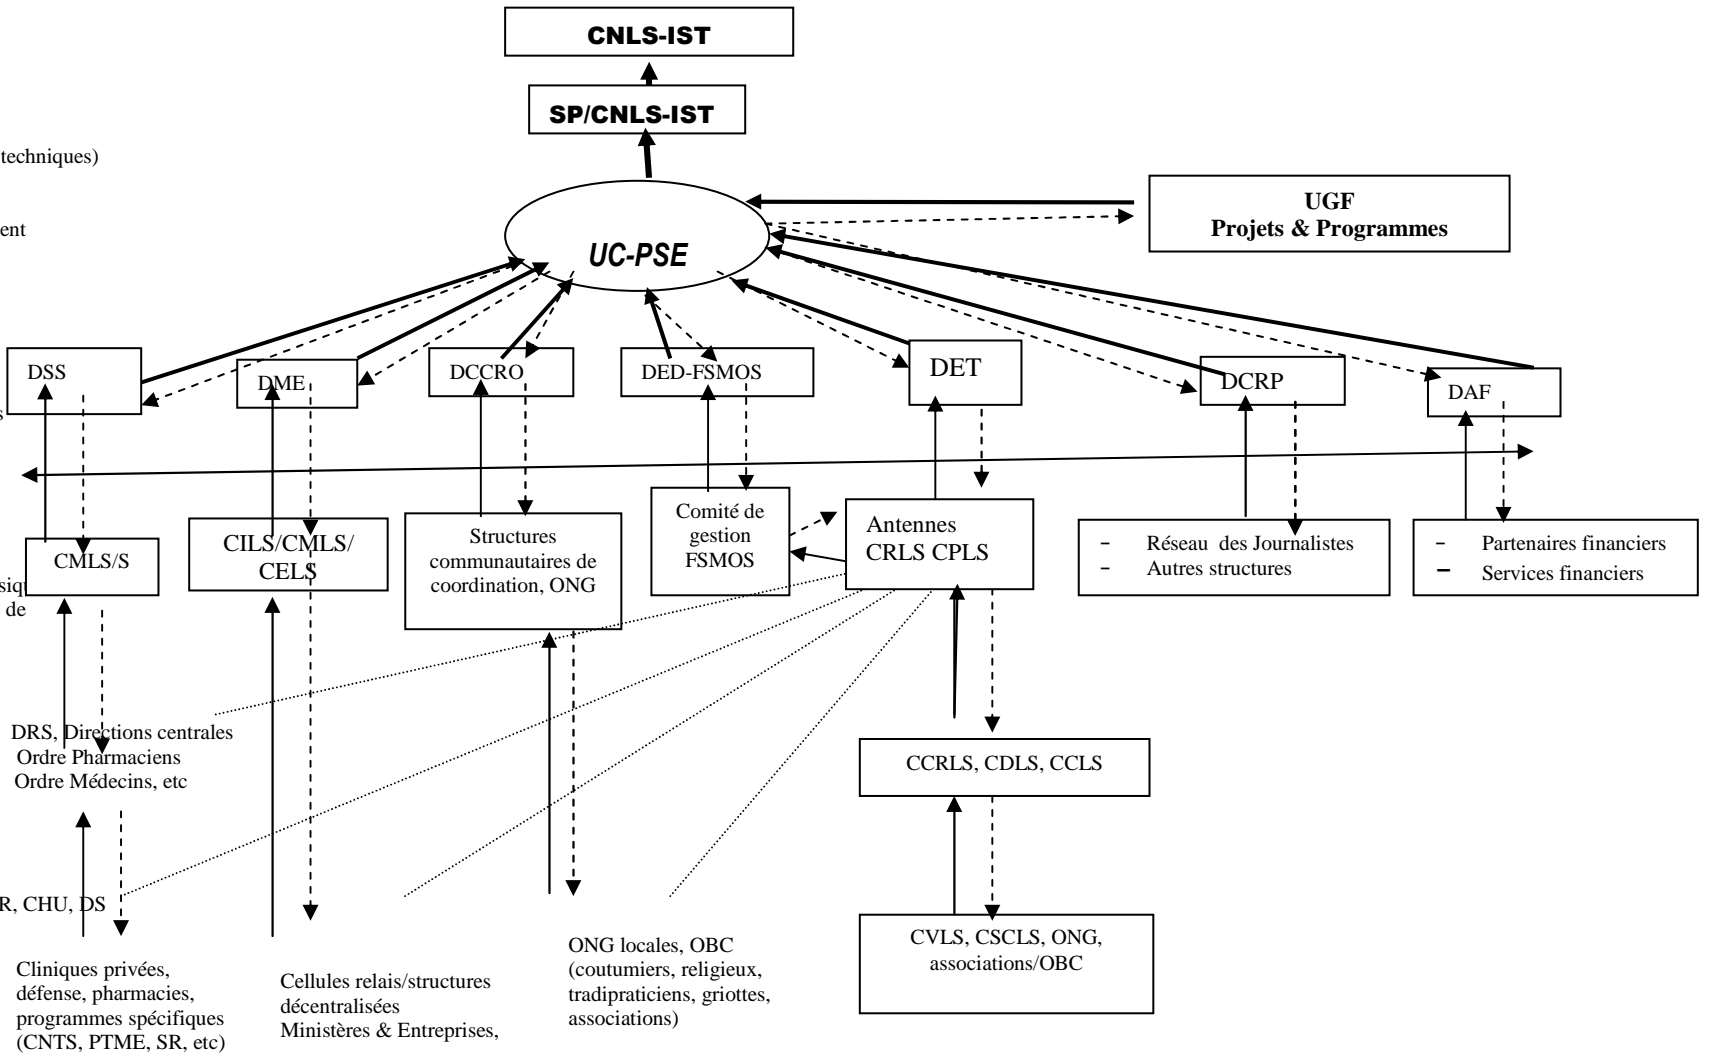 CNLS-IST
SP/CNLS-IST
techniques)
UGF
Projets & Programmes
ent
UC-PSE
DSS
DME
DCCRO
DED-FSMOS
DET
DCRP
DAF
s
CMLS/S
CILS/CMLS/
CELS
Structures
communautaires de
coordination, ONG
Comité de
gestion
FSMOS
Antennes
CRLS CPLS
- Réseau des Journalistes
- Autres structures
- Partenaires financiers
- Services financiers
de
DRS, Directions centrales
Ordre Pharmaciens
Ordre Médecins, etc
CCRLS, CDLS, CCLS
R, CHU, DS
Cliniques privées,
défense, pharmacies,
programmes spécifiques
(CNTS, PTME, SR, etc)
Cellules relais/structures
décentralisées
Ministères & Entreprises,
ONG locales, OBC
(coutumiers, religieux,
tradipraticiens, griottes,
associations)
CVLS, CSCLS, ONG,
associations/OBC